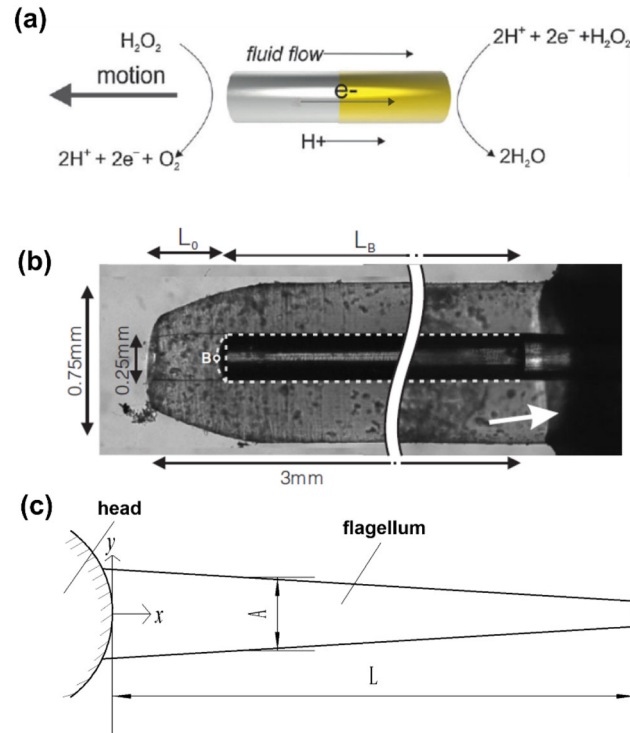 (a)
H₂O₂
fluid flow
2H⁺ + 2e⁻ +H₂O₂
motion
e-
H+
2H⁺ + 2e⁻ + O₂
2H₂O
(b)
L₀
L_B
0.75mm
0.25mm
B
3mm
(c)
head
flagellum
y
x
A
L